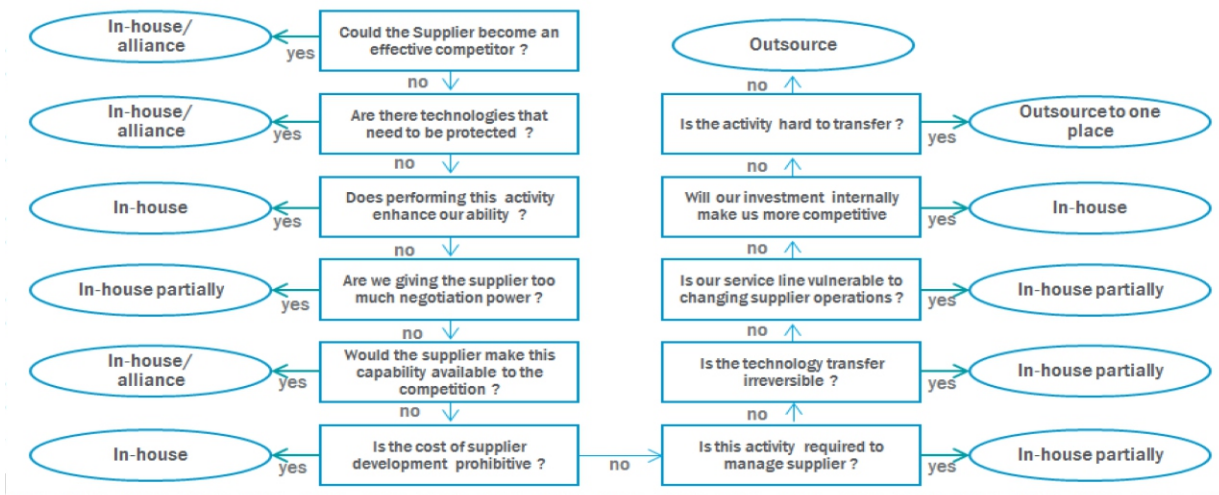 In-house/
alliance
yes
Could the Supplier become an
effective competitor ?
no
In-house/
alliance
yes
Are there technologies that
need to be protected ?
no
In-house
yes
Does performing this activity
enhance our ability ?
no
In-house partially
yes
Are we giving the supplier too
much negotiation power ?
no
In-house/
alliance
yes
Would the supplier make this
capability available to the
competition ?
no
In-house
yes
Is the cost of supplier
development prohibitive ?
no
Is this activity required to
manage supplier ?
yes
In-house partially
no
Is the technology transfer
irreversible ?
yes
In-house partially
no
Is our service line vulnerable to
changing supplier operations ?
yes
In-house partially
no
Will our investment internally
make us more competitive
yes
In-house
no
Is the activity hard to transfer ?
yes
Outsource to one
place
no
Outsource